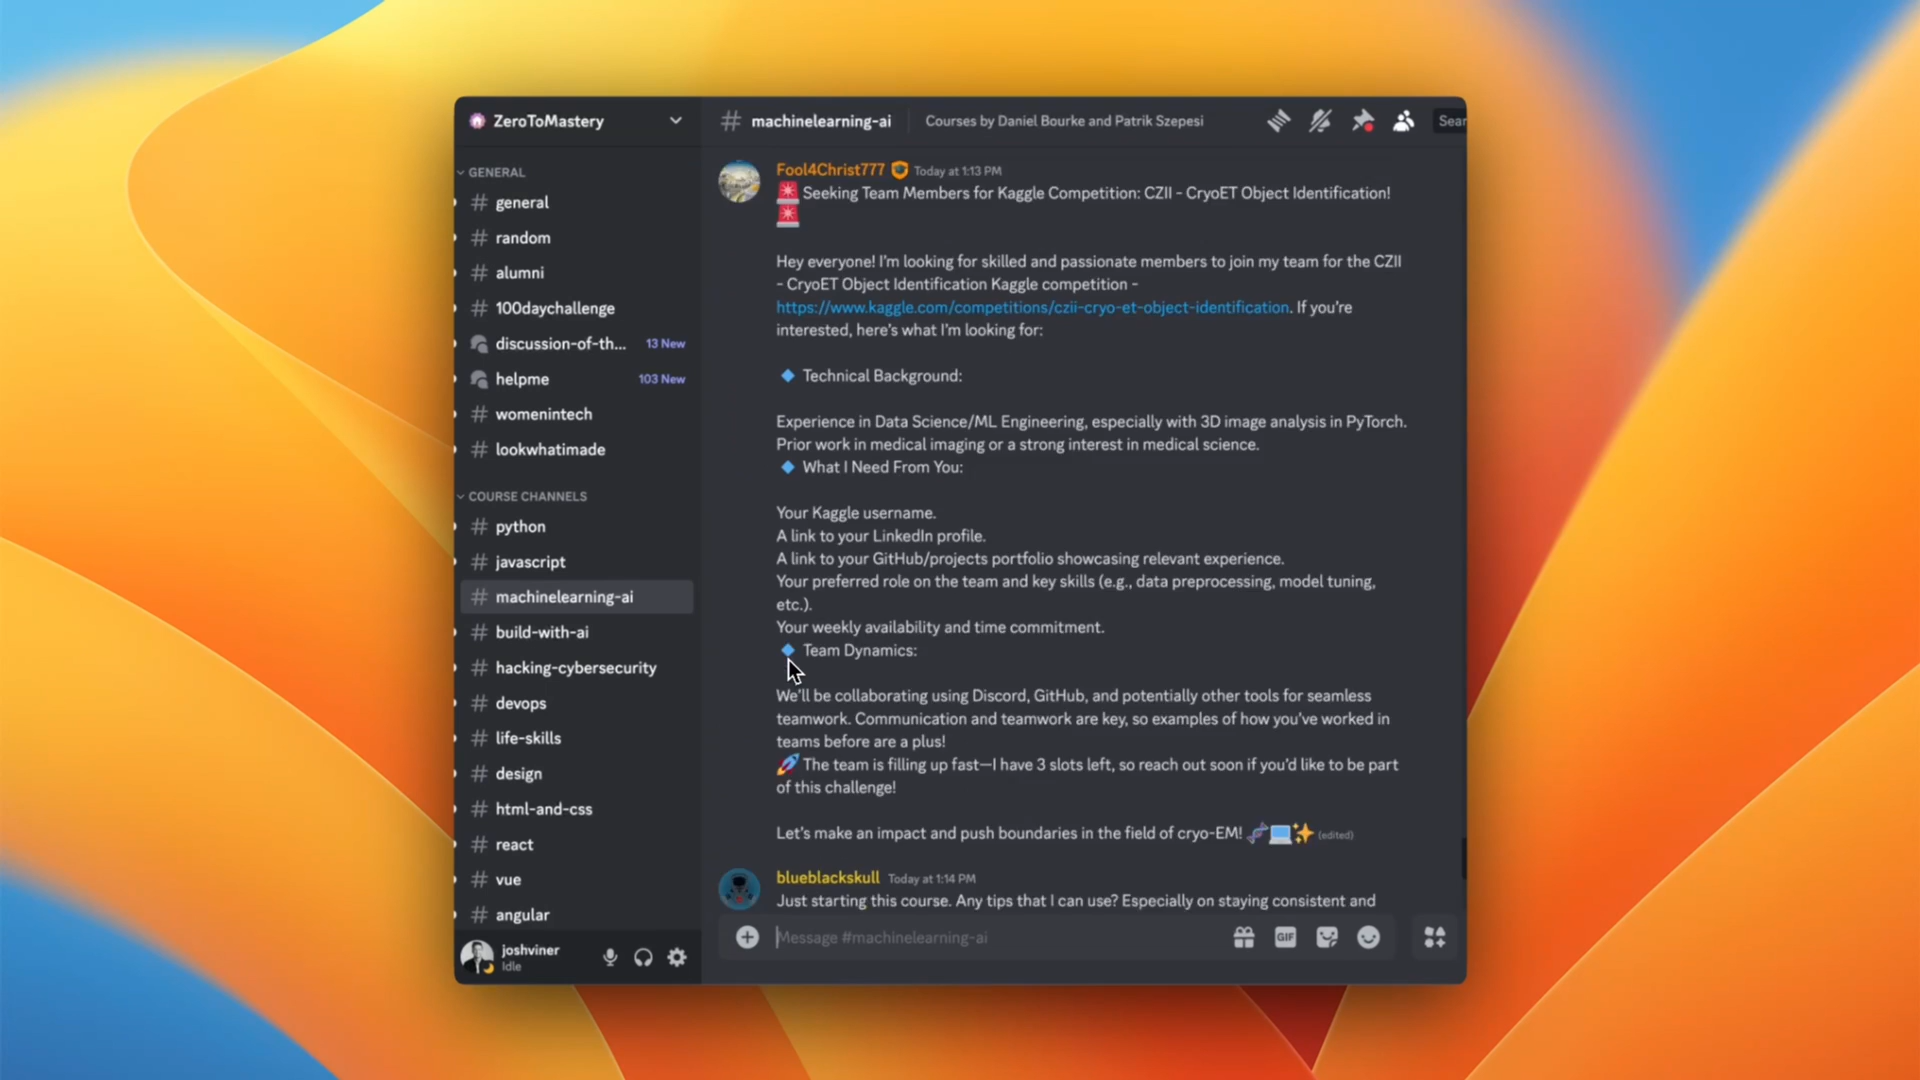 ZeroToMastery
GENERAL
general
random
alumni
100daychallenge
discussion-of-th... 13 New
helpme 103 New
womenintech
lookwhatimade
COURSE CHANNELS
python
javascript
machinelearning-ai
build-with-ai
hacking-cybersecurity
devops
life-skills
design
html-and-css
react
vue
angular
joshviner
Idle
# machinelearning-ai Courses by Daniel Bourke and Patrik Szepesi Sear
Fool4Christ777 Today at 1:13 PM
🚨 Seeking Team Members for Kaggle Competition: CZII - CryoET Object Identification!
🚨
Hey everyone! I'm looking for skilled and passionate members to join my team for the CZII
- CryoET Object Identification Kaggle competition -
https://www.kaggle.com/competitions/czii-cryo-et-object-identification. If you're
interested, here's what I'm looking for:
🔹 Technical Background:
Experience in Data Science/ML Engineering, especially with 3D image analysis in PyTorch.
Prior work in medical imaging or a strong interest in medical science.
🔹 What I Need From You:
Your Kaggle username.
A link to your LinkedIn profile.
A link to your GitHub/projects portfolio showcasing relevant experience.
Your preferred role on the team and key skills (e.g., data preprocessing, model tuning,
etc.).
Your weekly availability and time commitment.
🔹 Team Dynamics:
We'll be collaborating using Discord, GitHub, and potentially other tools for seamless
teamwork. Communication and teamwork are key, so examples of how you've worked in
teams before are a plus!
🚀 The team is filling up fast—I have 3 slots left, so reach out soon if you'd like to be part
of this challenge!
Let's make an impact and push boundaries in the field of cryo-EM! 🧬💻✨ (edited)
blueblackskull Today at 1:14 PM
Just starting this course. Any tips that I can use? Especially on staying consistent and
Message #machinelearning-ai
GIF